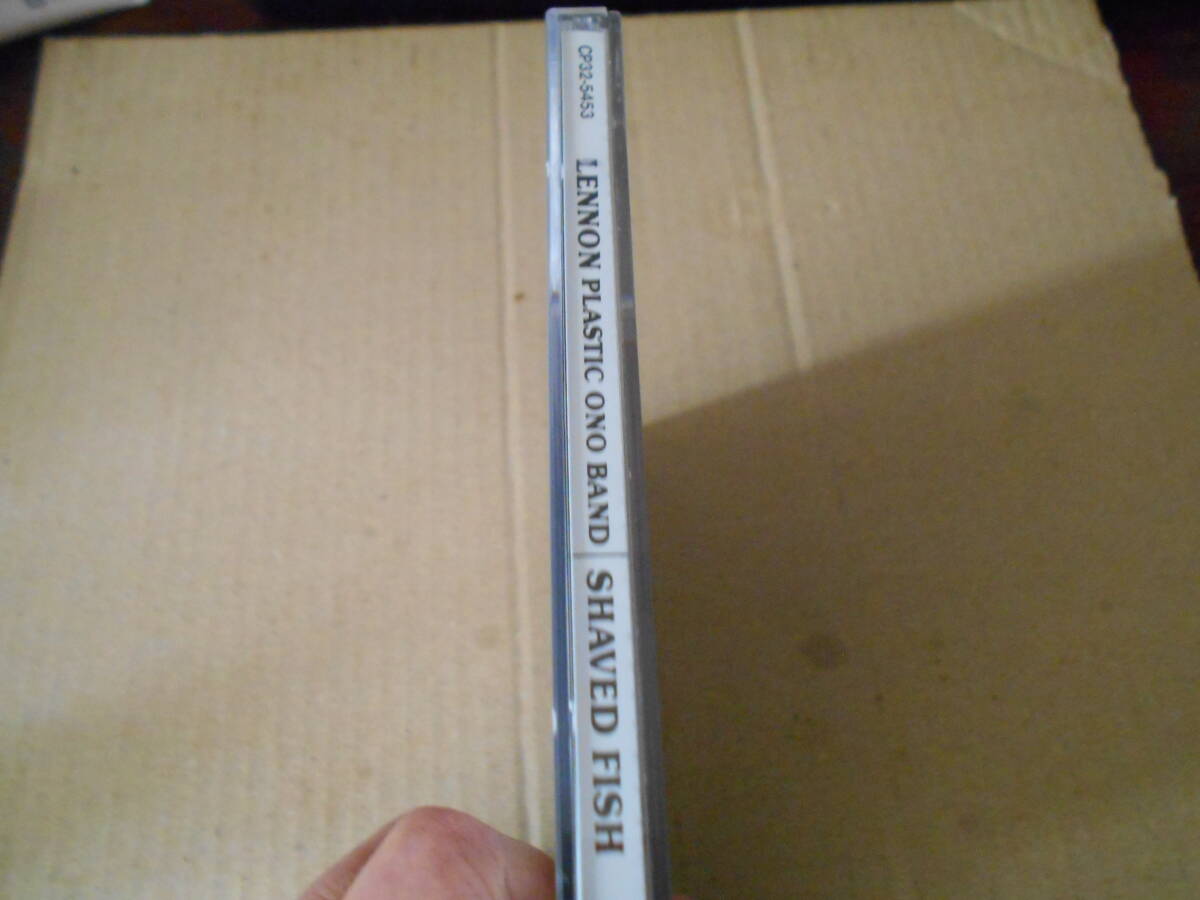 CP32-5453
LENNON PLASTIC ONO BAND
SHAVED FISH